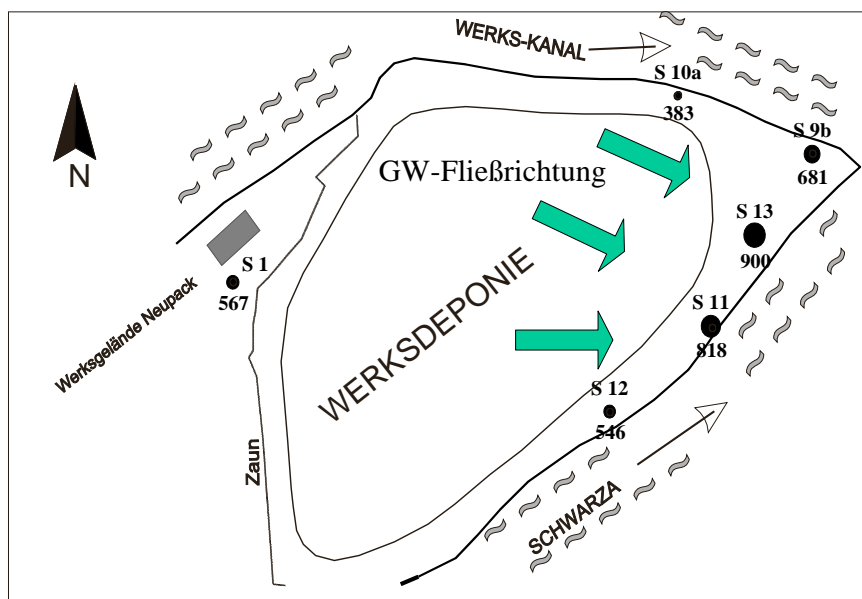 WERKS-KANAL
S 10a
383
N
S 9b
681
GW-Fließrichtung
S 13
900
S 1
567
Werksgelände Neupack
WERKSDEPONIE
S 11
818
S 12
546
Zaun
SCHWARZA